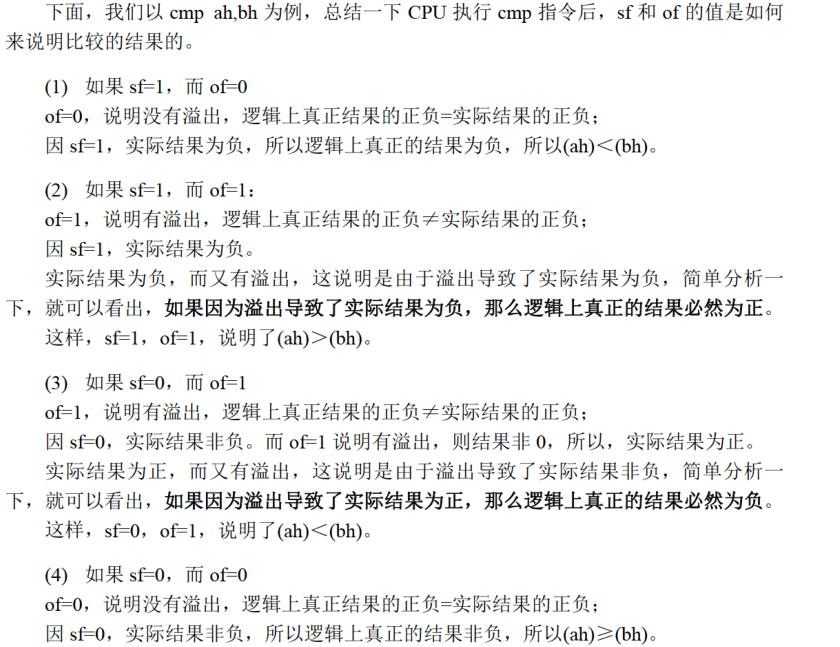 下面，我们以 cmp ah,bh 为例，总结一下 CPU 执行 cmp 指令后，sf 和 of 的值是如何
来说明比较的结果的。
(1) 如果 sf=1，而 of=0
of=0，说明没有溢出，逻辑上真正结果的正负=实际结果的正负；
因 sf=1，实际结果为负，所以逻辑上真正的结果为负，所以(ah)＜(bh)。
(2) 如果 sf=1，而 of=1：
of=1，说明有溢出，逻辑上真正结果的正负≠实际结果的正负；
因 sf=1，实际结果为负。
实际结果为负，而又有溢出，这说明是由于溢出导致了实际结果为负，简单分析一
下，就可以看出，如果因为溢出导致了实际结果为负，那么逻辑上真正的结果必然为正。
这样，sf=1，of=1，说明了(ah)＞(bh)。
(3) 如果 sf=0，而 of=1
of=1，说明有溢出，逻辑上真正结果的正负≠实际结果的正负；
因 sf=0，实际结果非负。而 of=1 说明有溢出，则结果非 0，所以，实际结果为正。
实际结果为正，而又有溢出，这说明是由于溢出导致了实际结果非负，简单分析一
下，就可以看出，如果因为溢出导致了实际结果为正，那么逻辑上真正的结果必然为负。
这样，sf=0，of=1，说明了(ah)＜(bh)。
(4) 如果 sf=0，而 of=0
of=0，说明没有溢出，逻辑上真正结果的正负=实际结果的正负；
因 sf=0，实际结果非负，所以逻辑上真正的结果非负，所以(ah)≥(bh)。